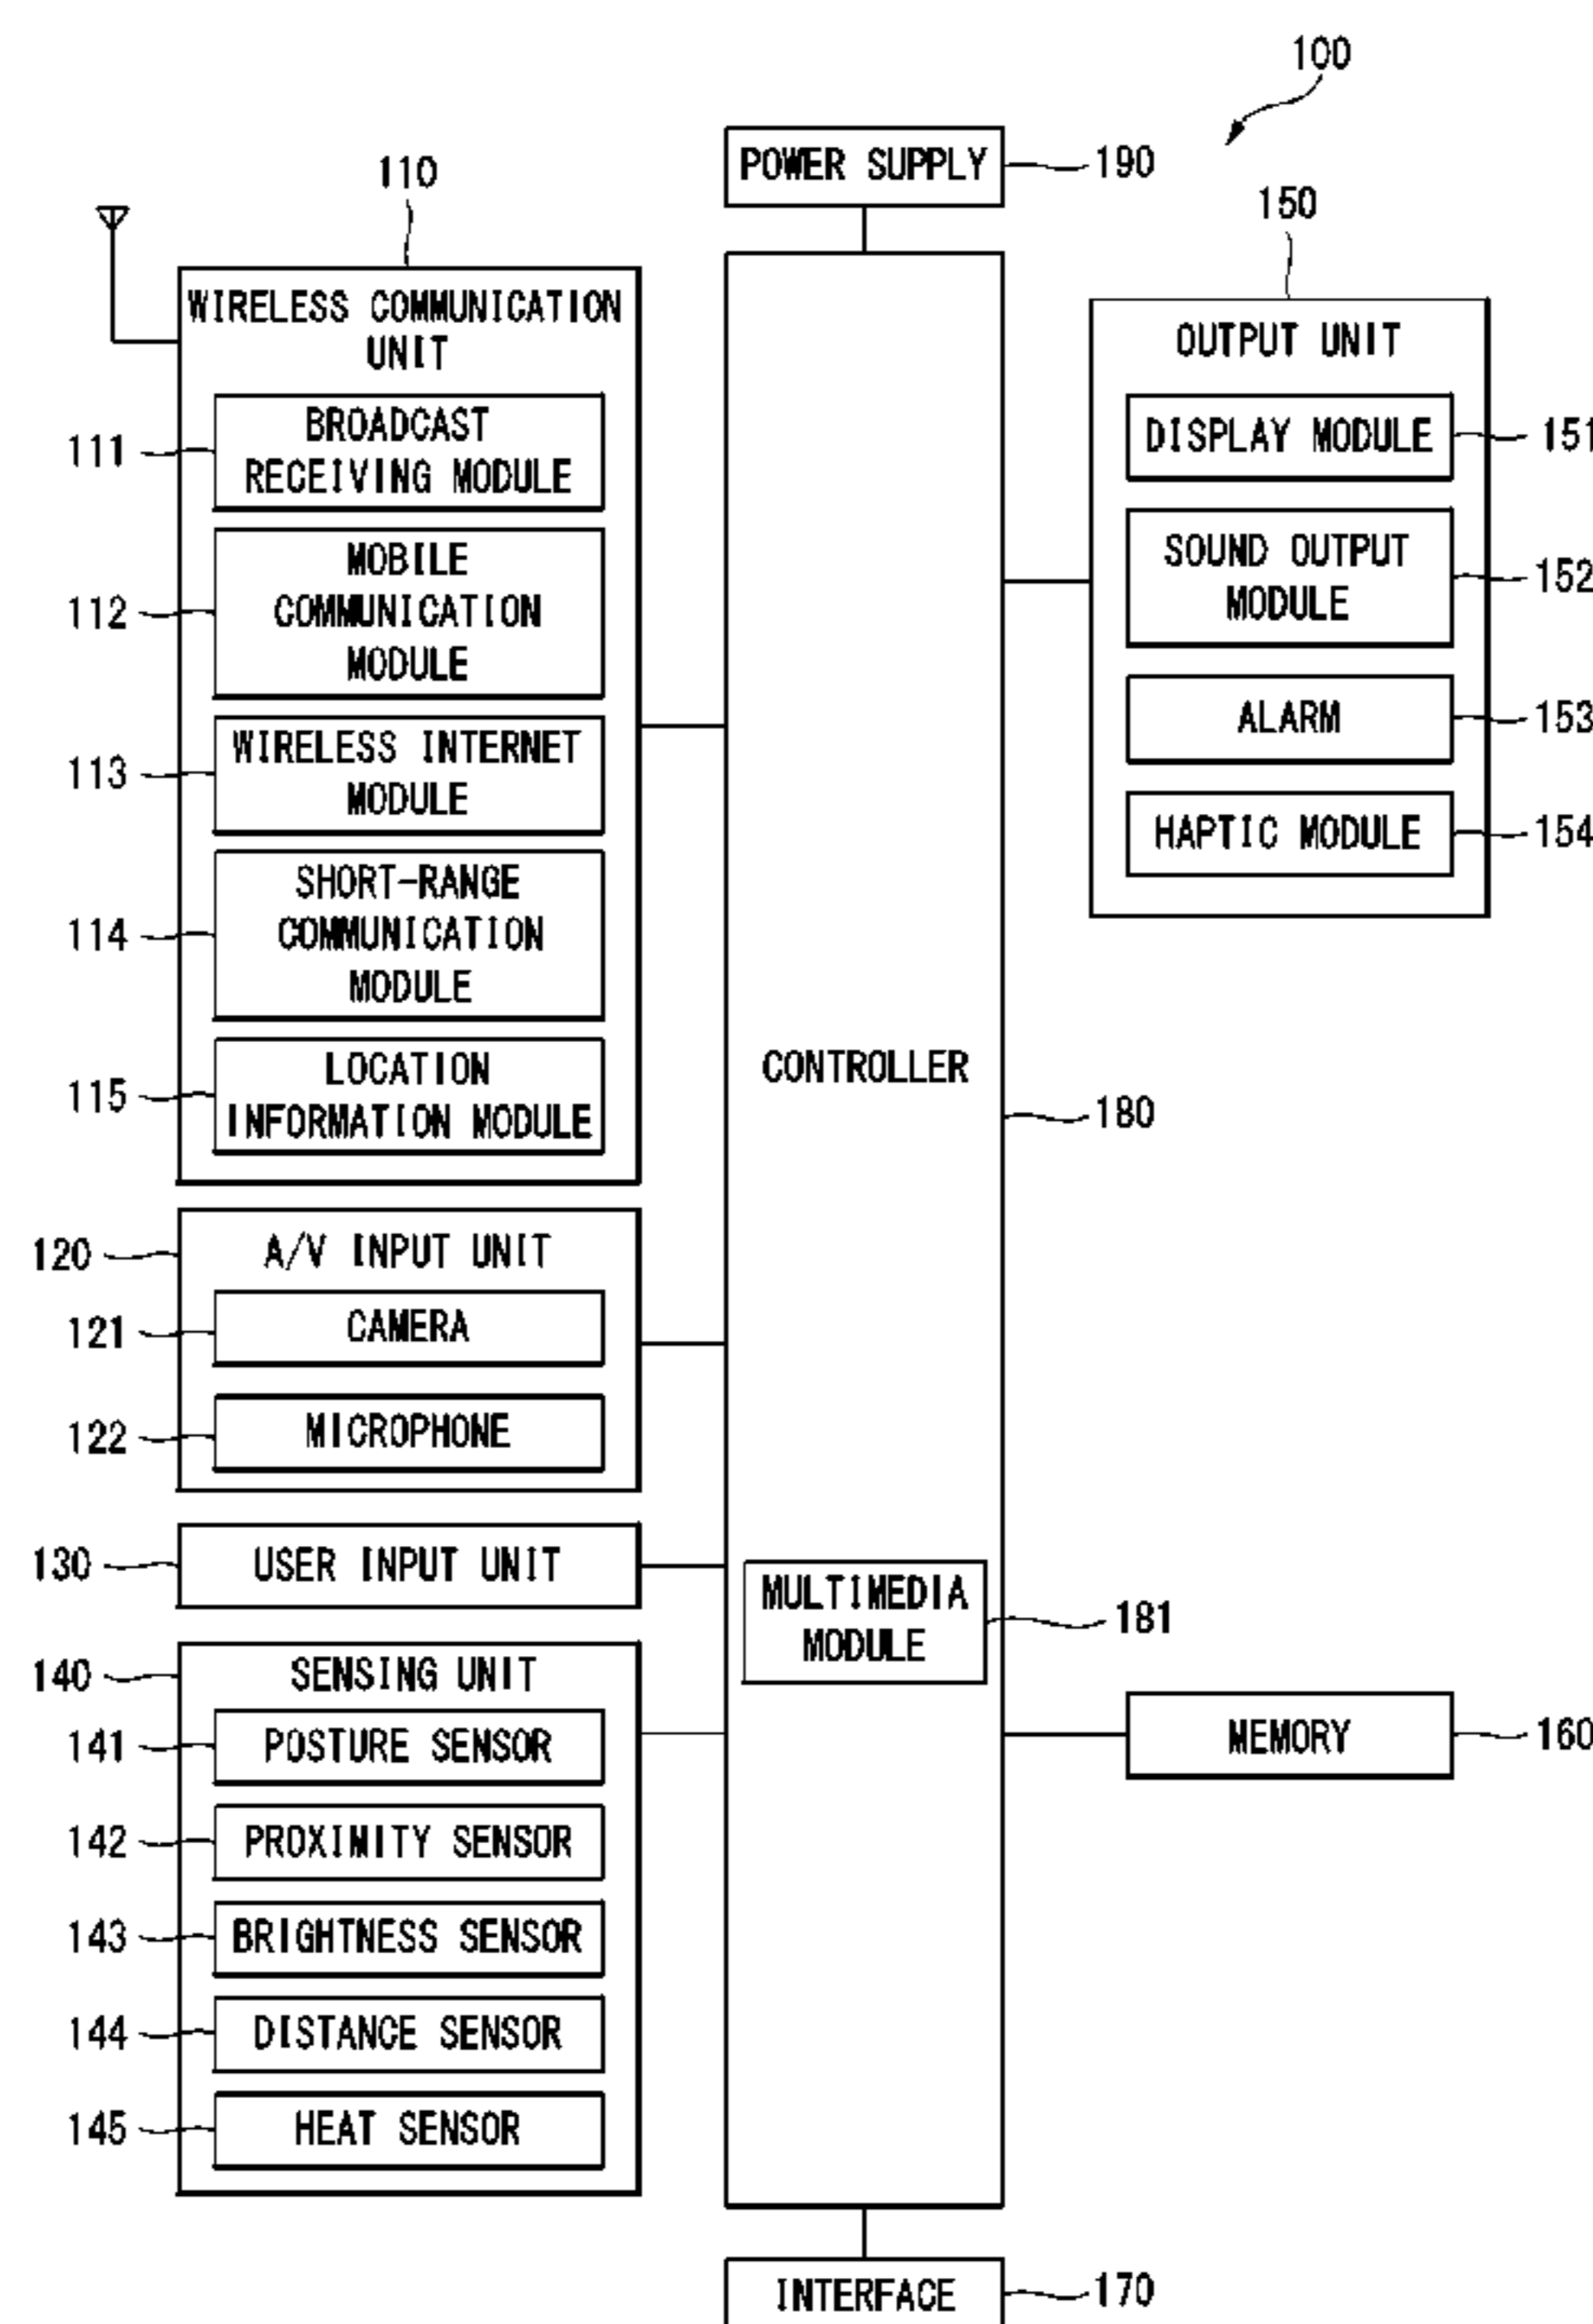 100
POWER SUPPLY
190
110
150
WIRELESS COMMUNICATION
UNIT
111
BROADCAST
RECEIVING MODULE
112
MOBILE
COMMUNICATION
MODULE
113
WIRELESS INTERNET
MODULE
114
SHORT-RANGE
COMMUNICATION
MODULE
115
LOCATION
INFORMATION MODULE
OUTPUT UNIT
DISPLAY MODULE
151
SOUND OUTPUT
MODULE
152
ALARM
153
HAPTIC MODULE
154
CONTROLLER
180
120
A/V INPUT UNIT
121
CAMERA
122
MICROPHONE
130
USER INPUT UNIT
MULTIMEDIA
MODULE
181
140
SENSING UNIT
141
POSTURE SENSOR
142
PROXIMITY SENSOR
143
BRIGHTNESS SENSOR
144
DISTANCE SENSOR
145
HEAT SENSOR
MEMORY
160
INTERFACE
170